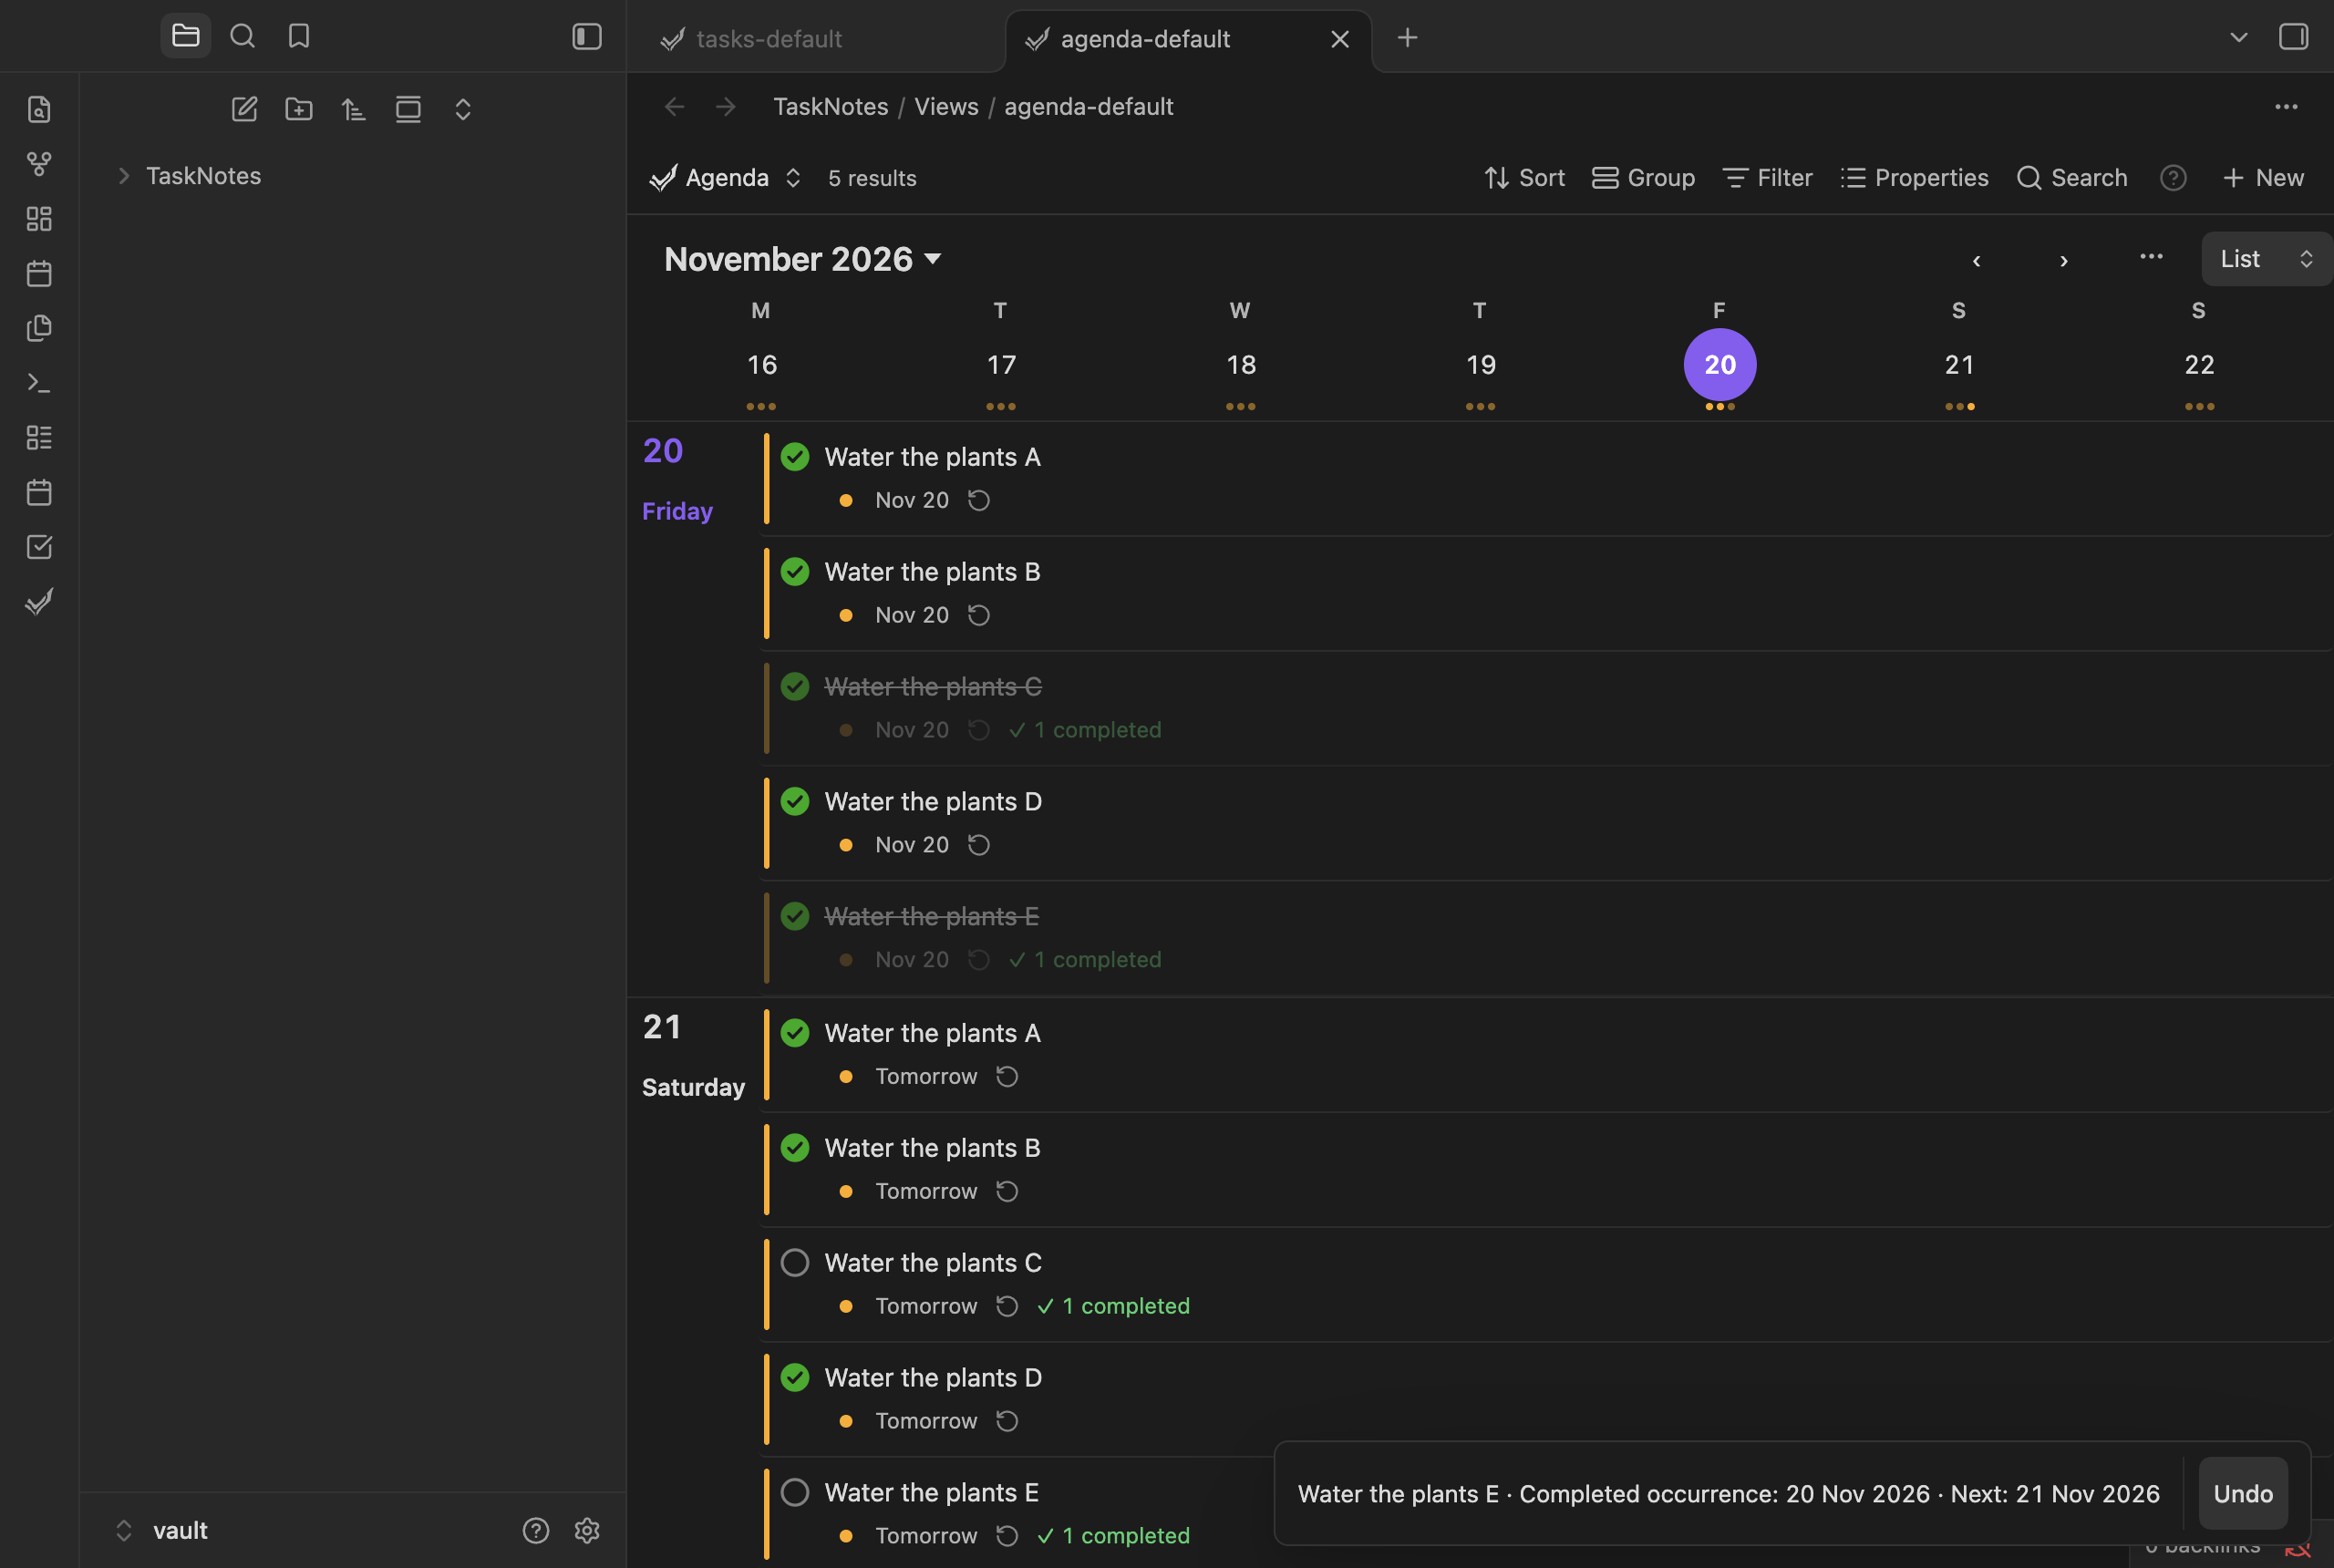 tasks-default
agenda-default
TaskNotes / Views / agenda-default
TaskNotes
Agenda
5 results
Sort
Group
Filter
Properties
Search
New
November 2026
List
M T W T F S S
16 17 18 19 20 21 22
20
Friday
Water the plants A
Nov 20
Water the plants B
Nov 20
Water the plants C
Nov 20 1 completed
Water the plants D
Nov 20
Water the plants E
Nov 20 1 completed
21
Saturday
Water the plants A
Tomorrow
Water the plants B
Tomorrow
Water the plants C
Tomorrow 1 completed
Water the plants D
Tomorrow
Water the plants E
Tomorrow 1 completed
Water the plants E · Completed occurrence: 20 Nov 2026 · Next: 21 Nov 2026
Undo
0 backlinks
vault